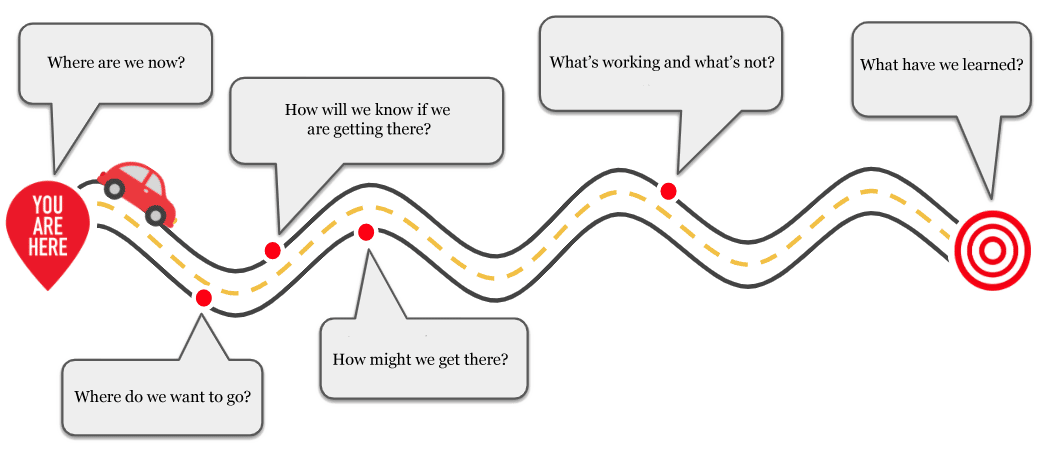 Where are we now?
YOU
ARE
HERE
Where do we want to go?
How will we know if we
are getting there?
How might we get there?
What’s working and what’s not?
What have we learned?